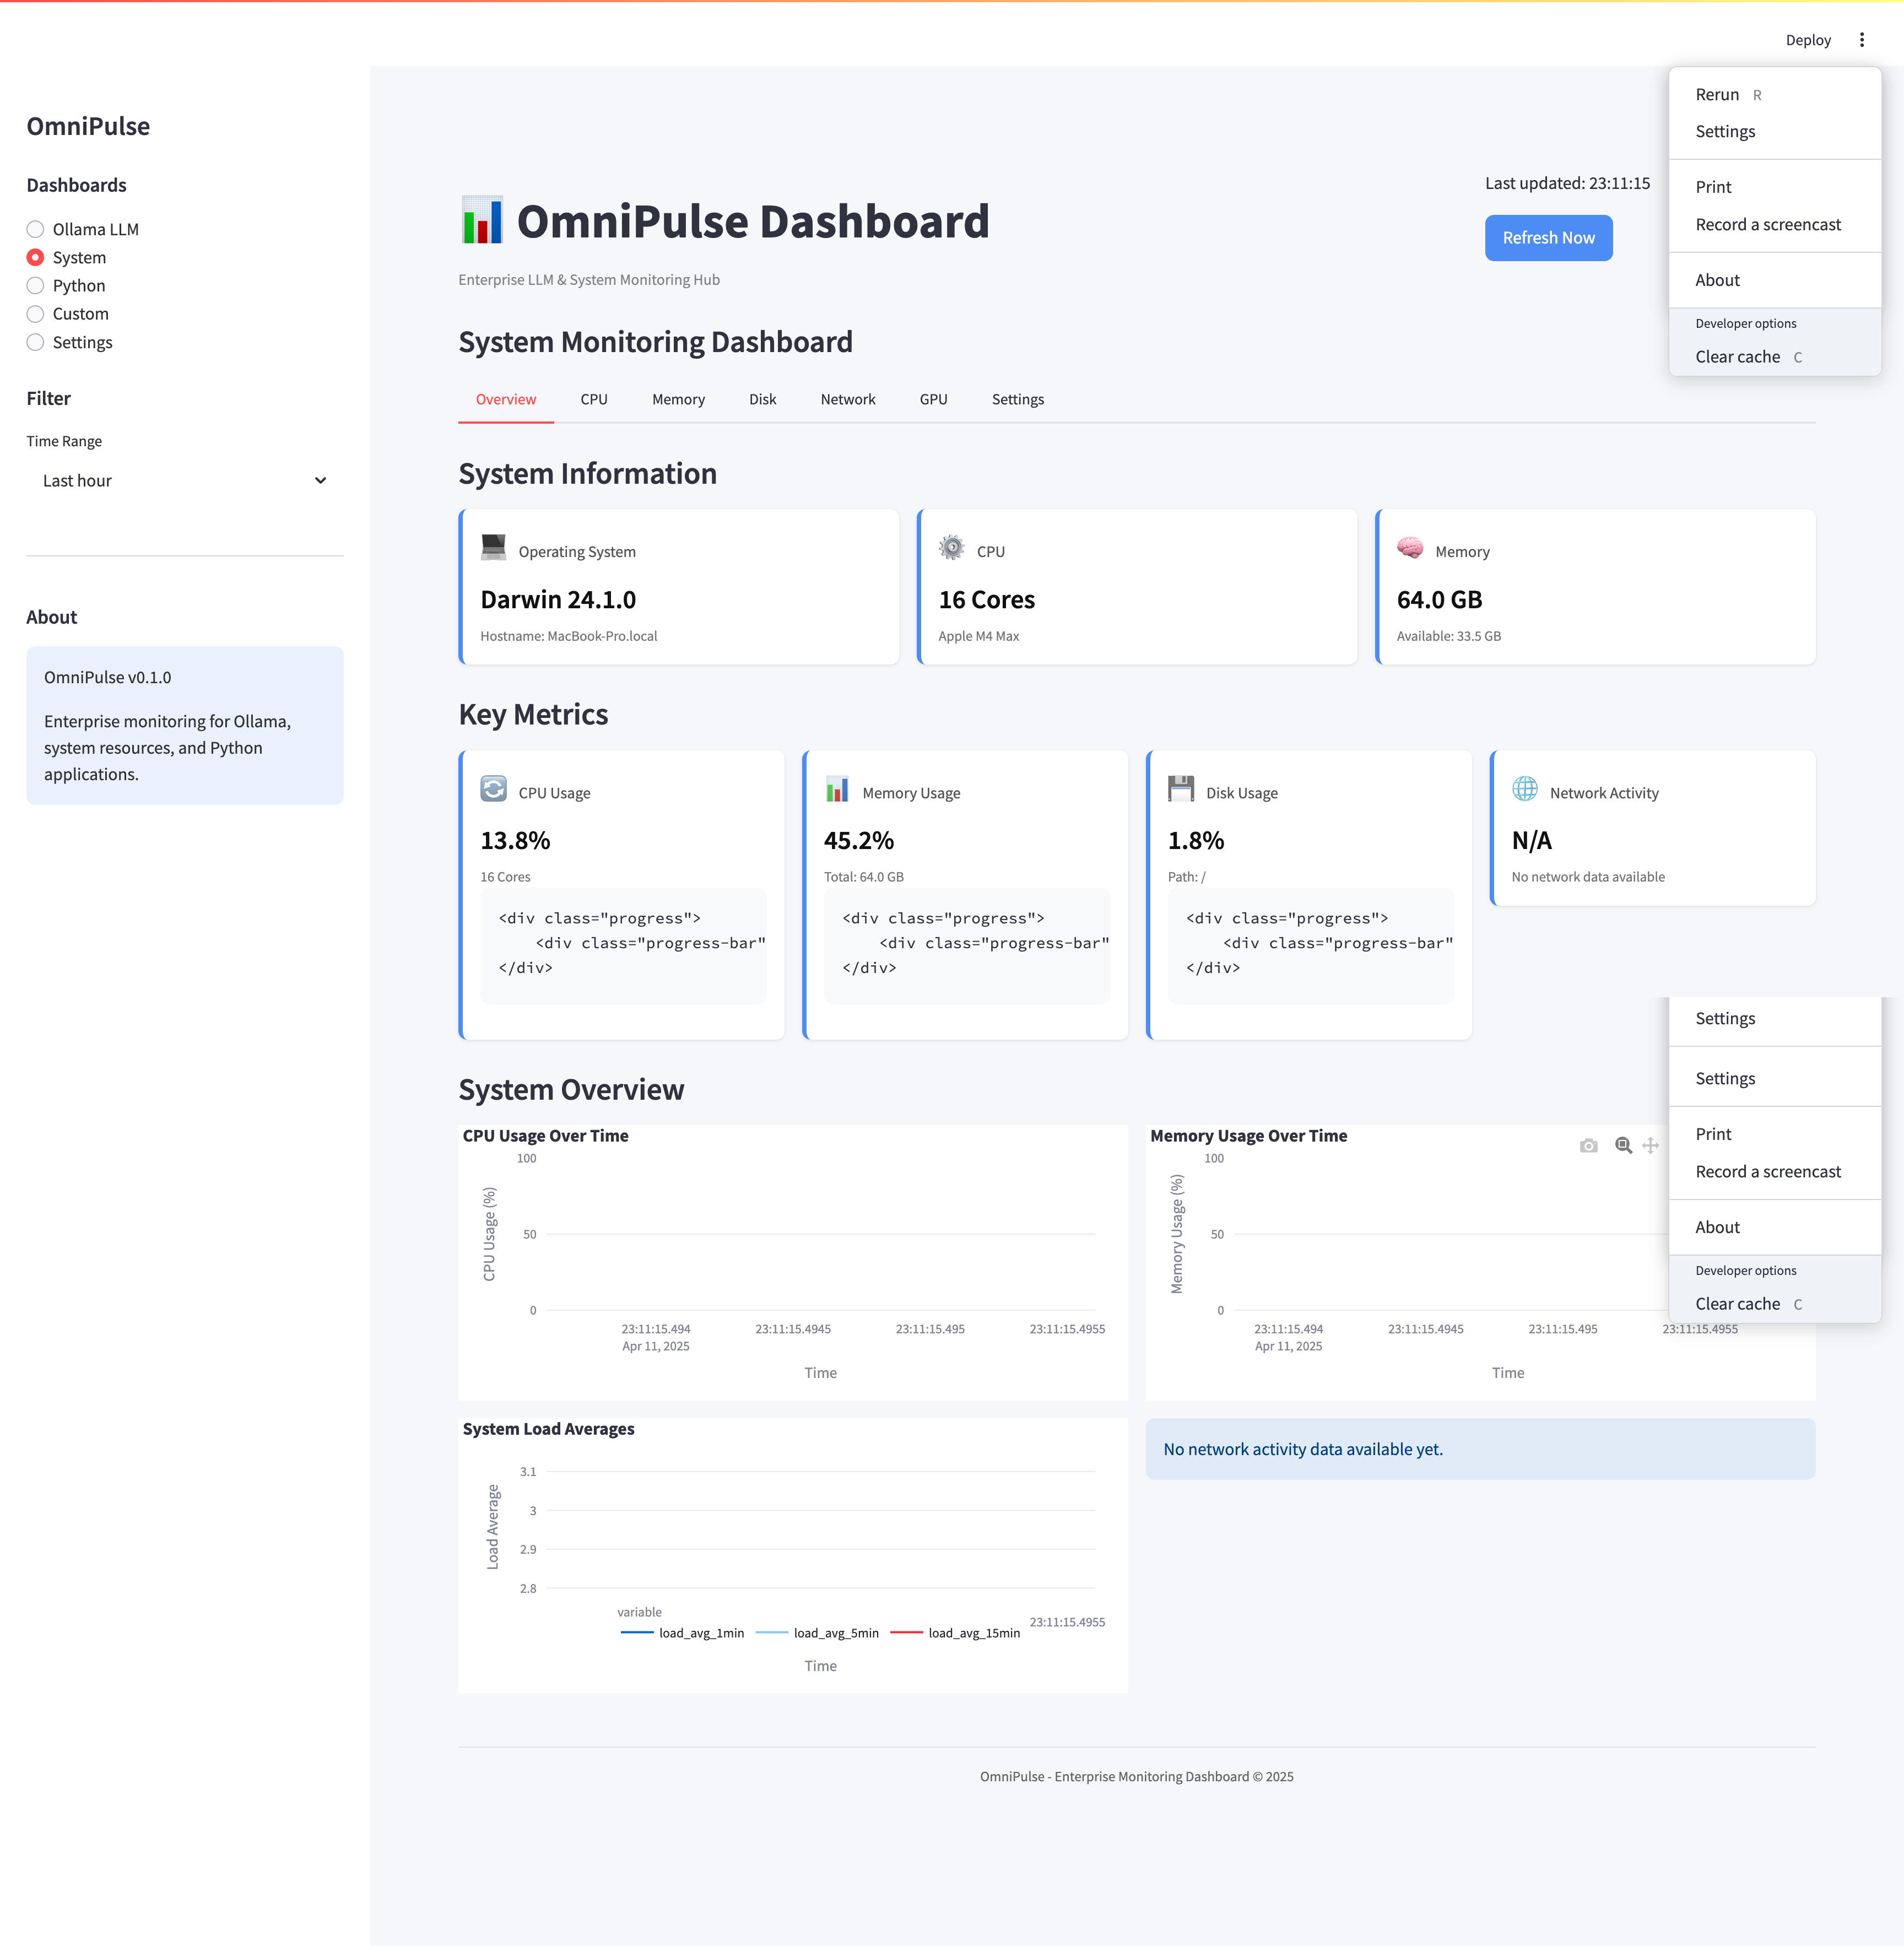 Deploy
Rerun R
Settings
Print
Record a screencast
About
Developer options
Clear cache C
OmniPulse
Dashboards
Ollama LLM
System
Python
Custom
Settings
Filter
Time Range
Last hour
About
OmniPulse v0.1.0
Enterprise monitoring for Ollama,
system resources, and Python
applications.
OmniPulse Dashboard
Enterprise LLM & System Monitoring Hub
Last updated: 23:11:15
Refresh Now
System Monitoring Dashboard
Overview CPU Memory Disk Network GPU Settings
System Information
Operating System
Darwin 24.1.0
Hostname: MacBook-Pro.local
CPU
16 Cores
Apple M4 Max
Memory
64.0 GB
Available: 33.5 GB
Key Metrics
CPU Usage
13.8%
16 Cores
<div class="progress">
    <div class="progress-bar"
</div>
Memory Usage
45.2%
Total: 64.0 GB
<div class="progress">
    <div class="progress-bar"
</div>
Disk Usage
1.8%
Path: /
<div class="progress">
    <div class="progress-bar"
</div>
Network Activity
N/A
No network data available
Settings
Settings
Print
Record a screencast
About
Developer options
Clear cache C
System Overview
CPU Usage Over Time
CPU Usage (%)
100
50
0
23:11:15.494 23:11:15.4945 23:11:15.495 23:11:15.4955
Apr 11, 2025
Time
Memory Usage Over Time
Memory Usage (%)
100
50
0
23:11:15.494 23:11:15.4945 23:11:15.495 23:11:15.4955
Apr 11, 2025
Time
System Load Averages
Load Average
3.1
3
2.9
2.8
variable
load_avg_1min load_avg_5min load_avg_15min
23:11:15.4955
Time
No network activity data available yet.
OmniPulse - Enterprise Monitoring Dashboard © 2025